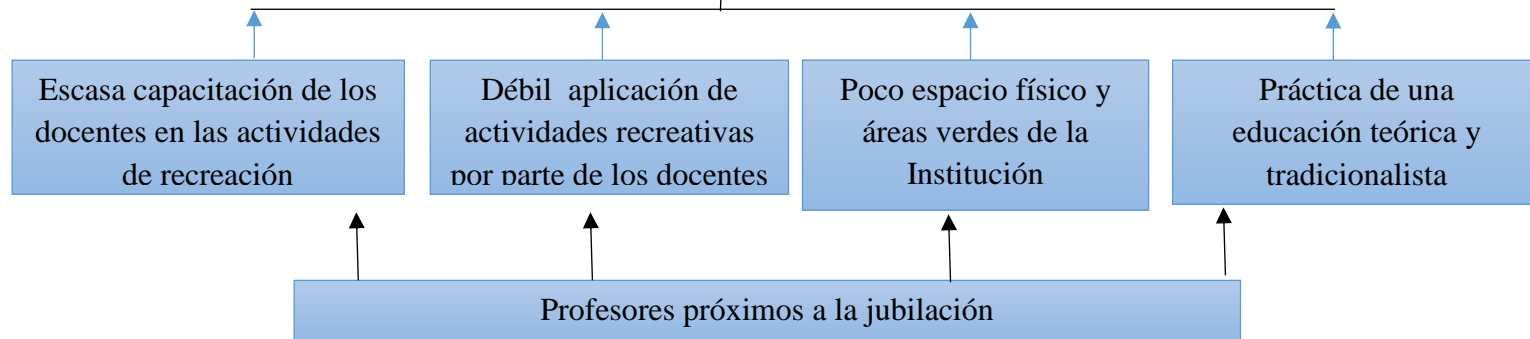 Escasa capacitación de los
docentes en las actividades
de recreación
Débil  aplicación de
actividades recreativas
por parte de los docentes
Poco espacio físico y
áreas verdes de la
Institución
Práctica de una
educación teórica y
tradicionalista
Profesores próximos a la jubilación